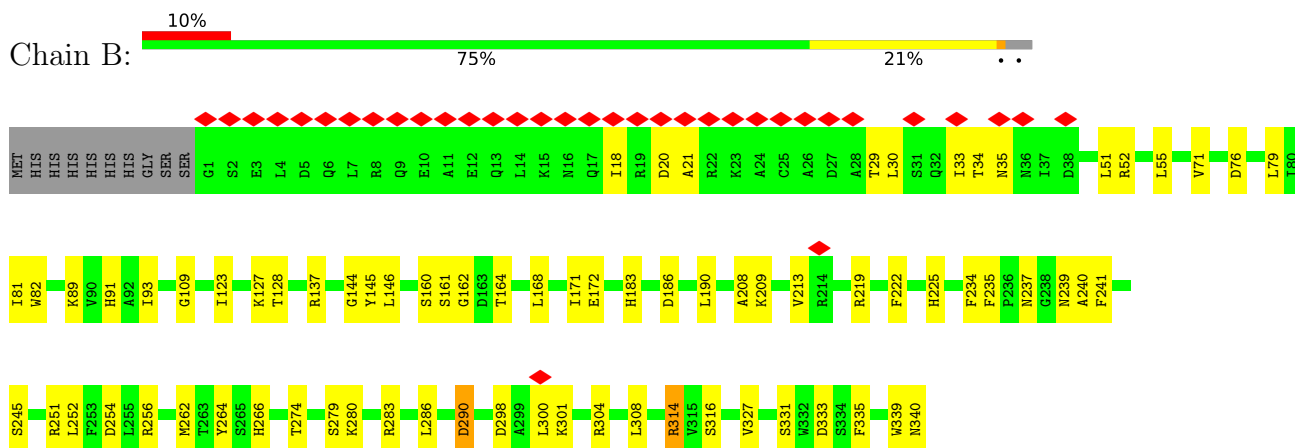 10%
Chain B:
75% 21% • •
MET HIS HIS HIS HIS HIS HIS GLY SER SER G1 S2 E3 L4 D5 Q6 L7 R8 Q9 E10 A11 E12 Q13 L14 K15 N16 Q17 I18 R19 D20 A21 R22 K23 A24 C25 A26 D27 A28 T29 L30 S31 Q32 I33 T34 N35 N36 I37 D38 L51 R52 L55 V71 D76 L79 I80
I81 W82 K89 V90 H91 A92 I93 G109 I123 K127 T128 R137 G144 Y145 L146 S160 S161 G162 D163 T164 L168 I171 E172 H183 D186 L190 A208 K209 V213 R214 R219 F222 H225 F234 F235 P236 N237 G238 N239 A240 F241
S245 R251 L252 F253 D254 L255 R256 M262 T263 Y264 S265 H266 T274 S279 K280 R283 L286 D290 D298 A299 L300 K301 R304 L308 R314 V315 S316 V327 S331 W332 D333 S334 F335 W339 N340